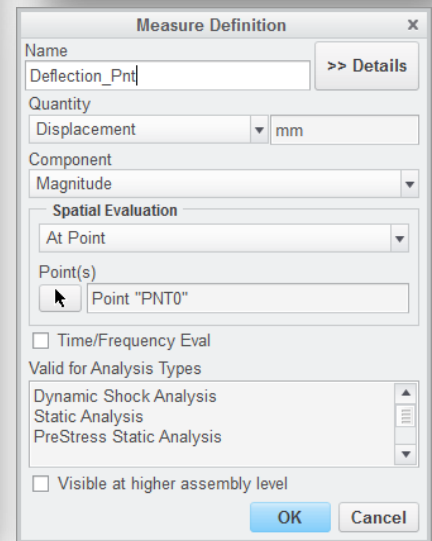 Measure Definition
x
Name
Deflection_Pnt
>> Details
Quantity
Displacement
mm
Component
Magnitude
Spatial Evaluation
At Point
Point(s)
Point "PNT0"
Time/Frequency Eval
Valid for Analysis Types
Dynamic Shock Analysis
Static Analysis
PreStress Static Analysis
Visible at higher assembly level
OK
Cancel